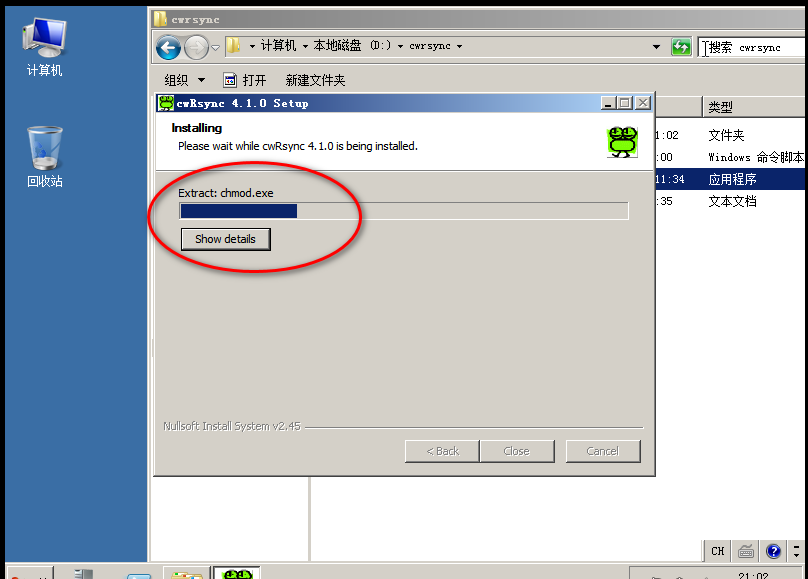 计算机
回收站
cwrsync
计算机 本地磁盘 (D:) cwrsync
搜索 cwrsync
组织 打开 新建文件夹
cwRsync 4.1.0 Setup
Installing
Please wait while cwRsync 4.1.0 is being installed.
Extract: chmod.exe
Show details
Nullsoft Install System v2.45
< Back Close Cancel
类型
1:02 文件夹
:00 Windows 命令脚本
11:34 应用程序
:35 文本文档
CH
21:02